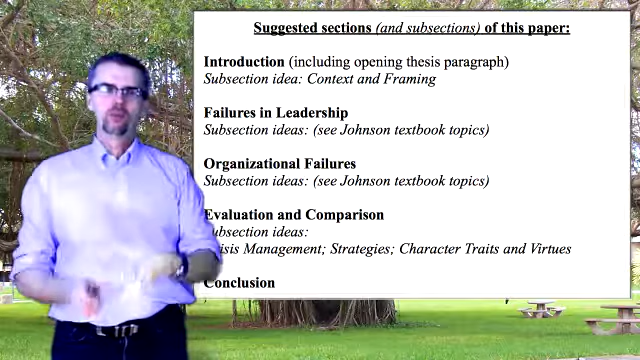 Suggested sections (and subsections) of this paper:
Introduction (including opening thesis paragraph)
Subsection idea: Context and Framing
Failures in Leadership
Subsection ideas: (see Johnson textbook topics)
Organizational Failures
Subsection ideas: (see Johnson textbook topics)
Evaluation and Comparison
ubsection ideas:
isis Management; Strategies; Character Traits and Virtues
Conclusion